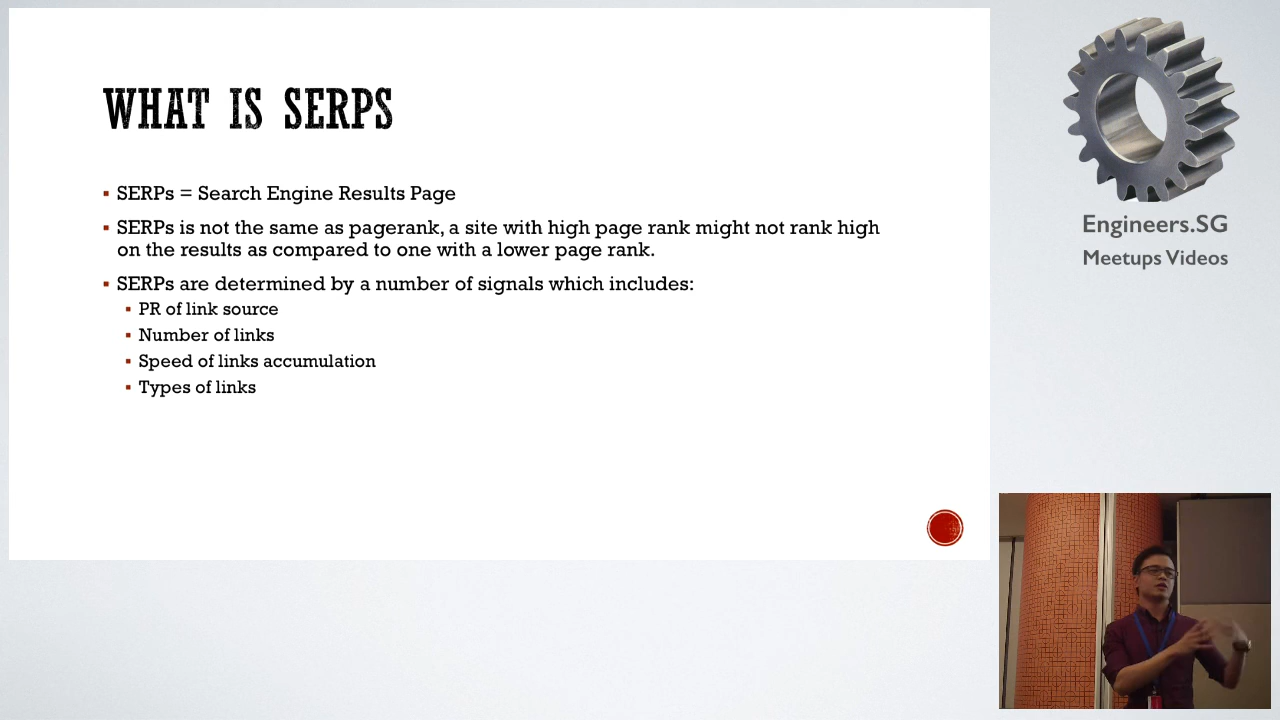 WHAT IS SERPS
▪ SERPs = Search Engine Results Page
▪ SERPs is not the same as pagerank, a site with high page rank might not rank high
on the results as compared to one with a lower page rank.
▪ SERPs are determined by a number of signals which includes:
▪ PR of link source
▪ Number of links
▪ Speed of links accumulation
▪ Types of links
Engineers.SG
Meetups Videos